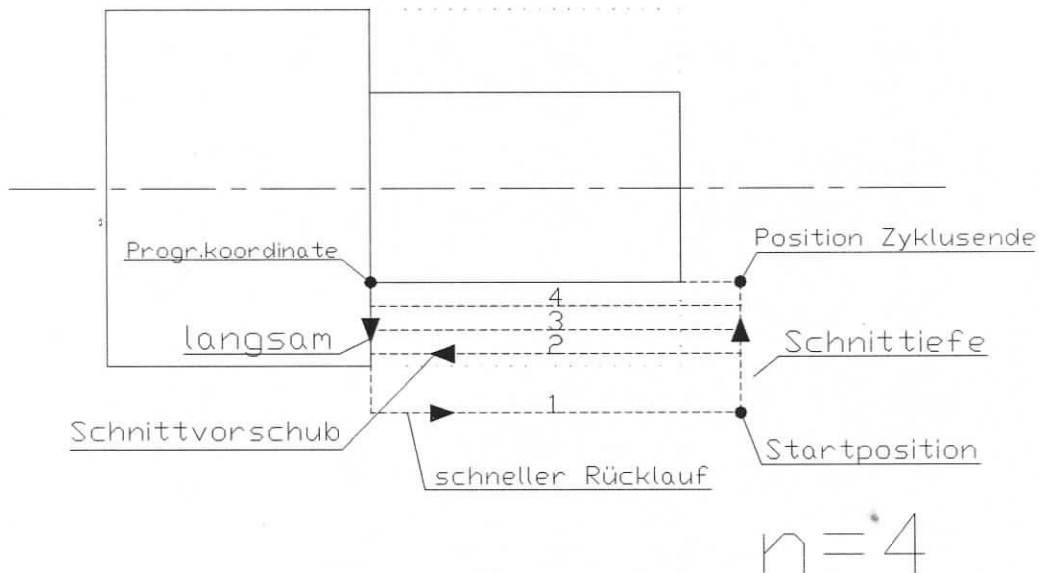 Progr.koordinate
Position Zyklusende
4
3
langsam
2
Schnittiefe
Schnittvorschub
1
Startposition
schneller Rücklauf
n=4